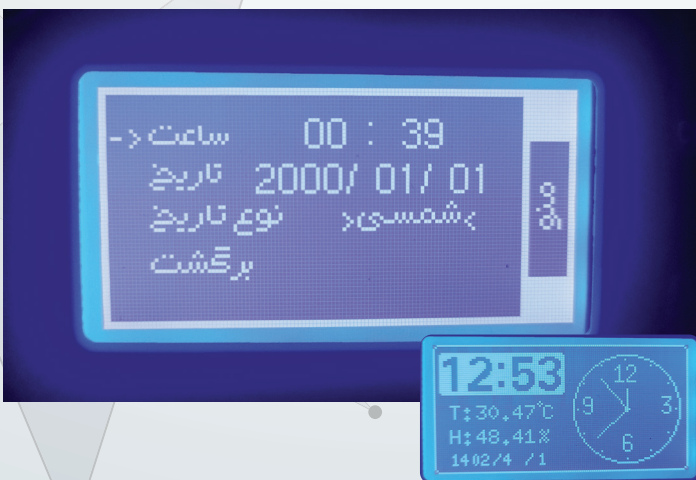 -> ساعت 00 : 39
تاریخ 2000/ 01/ 01
نوع تاریخ >شمسی<
برگشت
منو
12:53
T:30.47°C
H:48.41%
1402/4 /1
12
9 3
6